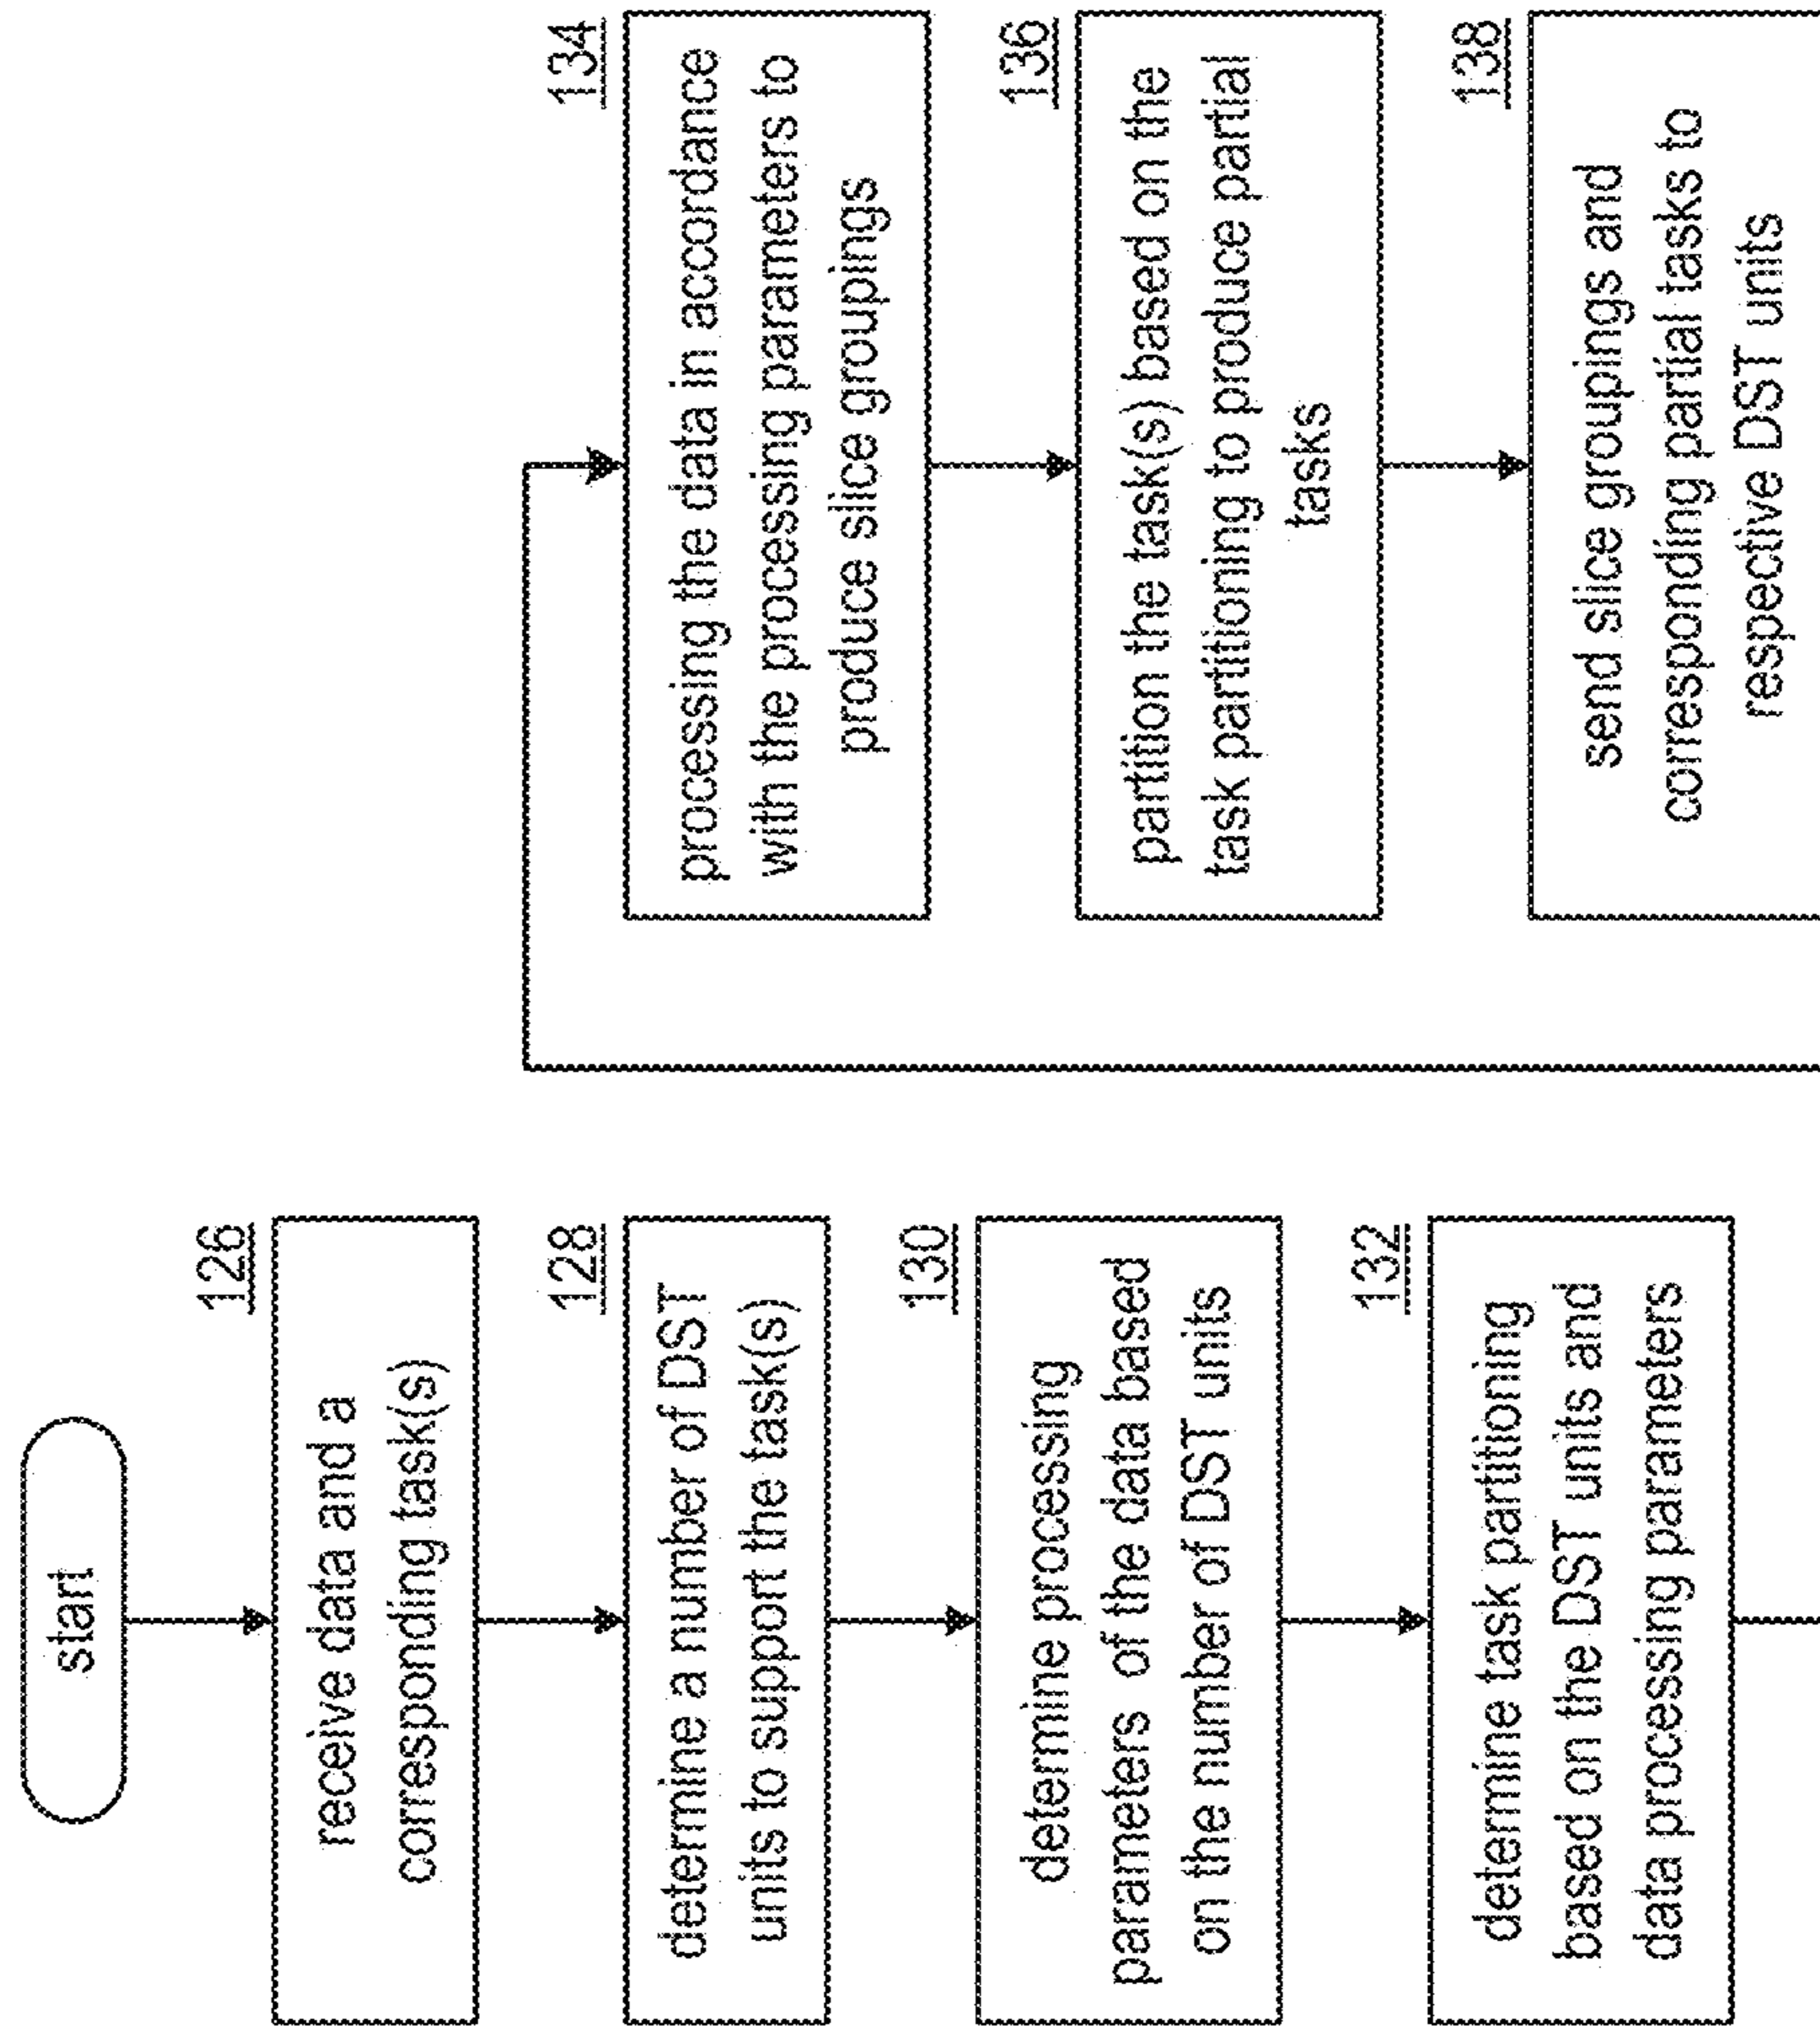 start
126
receive data and a
corresponding task(s)
128
determine a number of DST
units to support the task(s)
130
determine processing
parameters of the data based
on the number of DST units
132
determine task partitioning
based on the DST units and
data processing parameters
134
processing the data in accordance
with the processing parameters to
produce slice groupings
136
partition the task(s) based on the
task partitioning to produce partial
tasks
138
send slice groupings and
corresponding partial tasks to
respective DST units